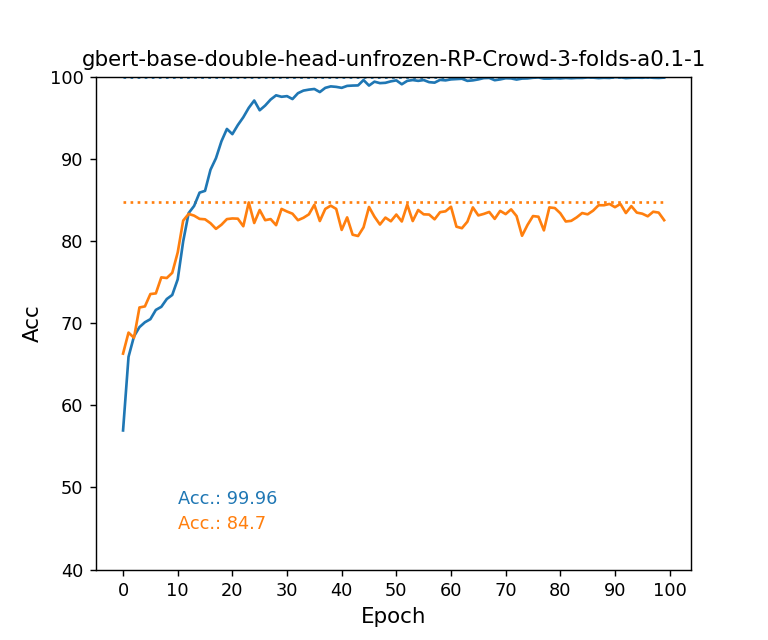 gbert-base-double-head-unfrozen-RP-Crowd-3-folds-a0.1-1
100
90
80
70
60
50
40
Acc
Acc.: 99.96
Acc.: 84.7
0 10 20 30 40 50 60 70 80 90 100
Epoch